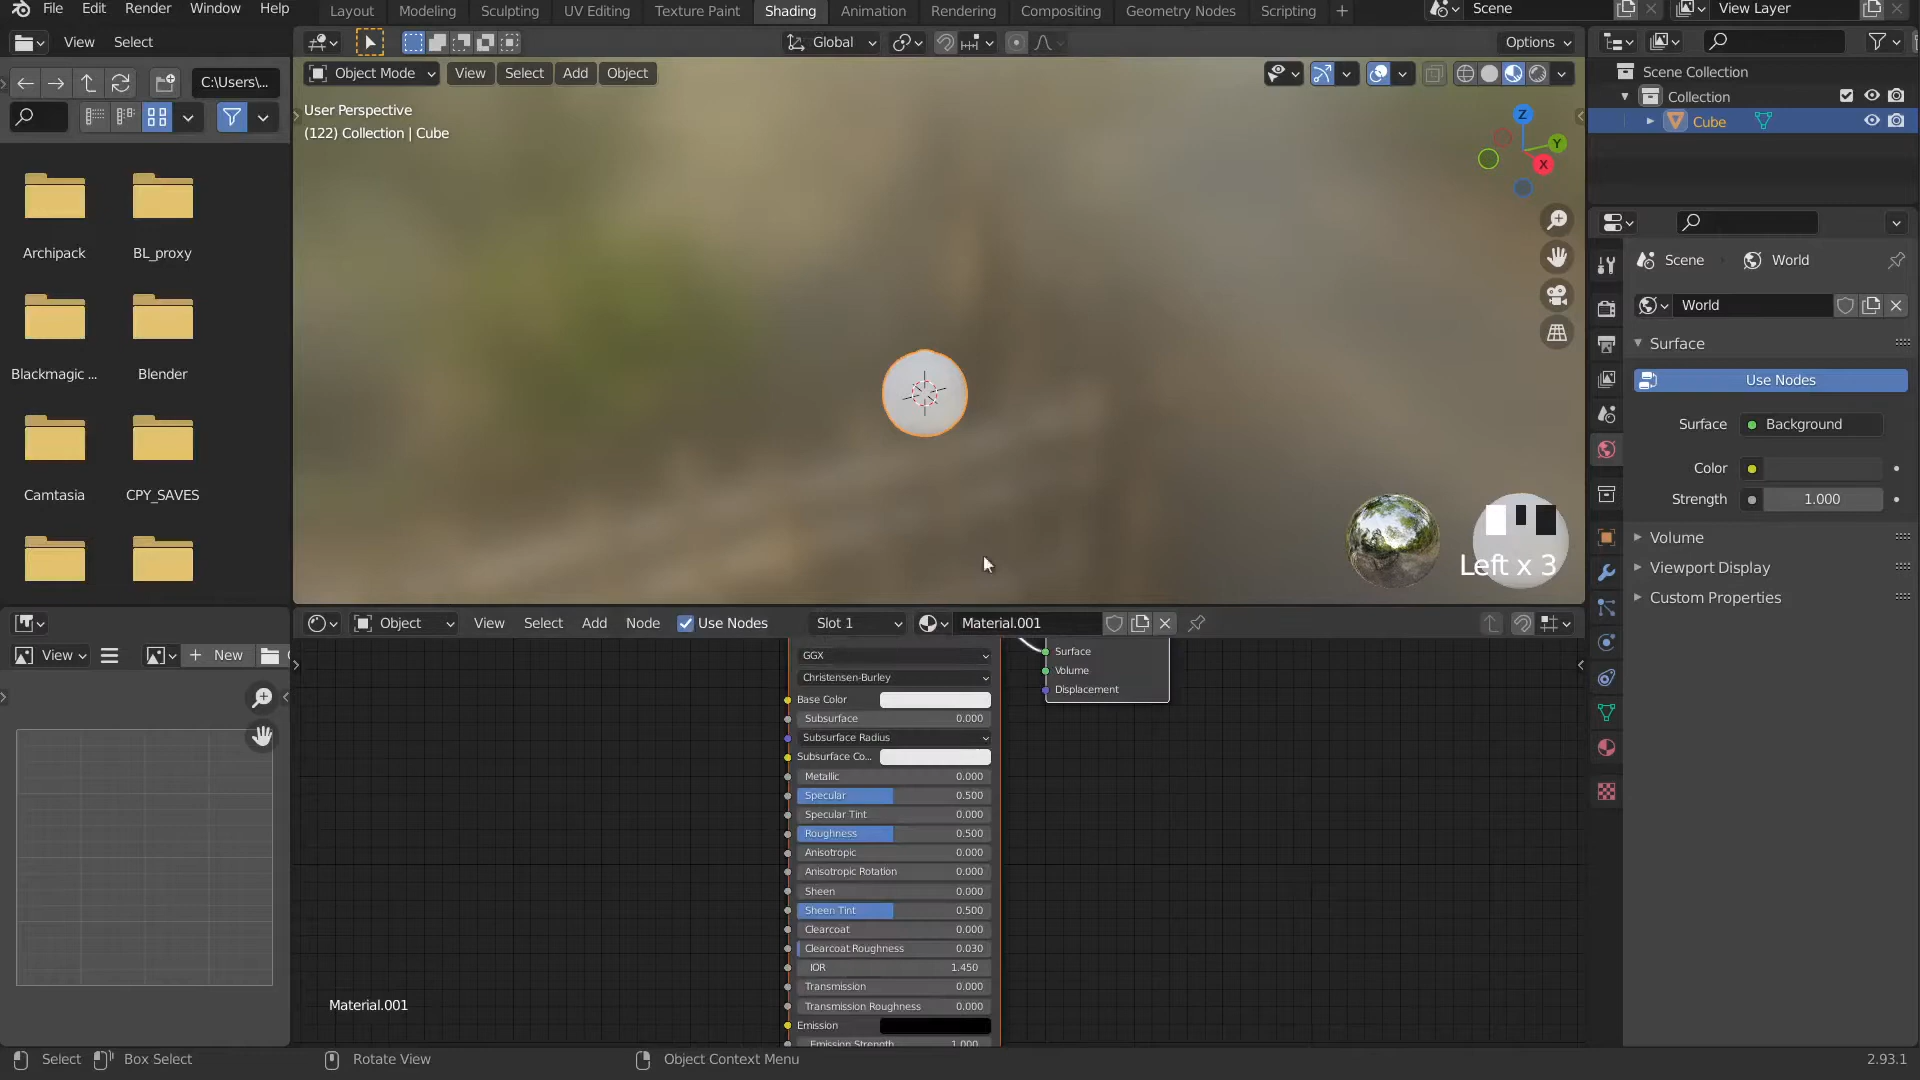 File Edit Render Window Help
Layout Modeling Sculpting UV Editing Texture Paint Shading Animation Rendering Compositing Geometry Nodes Scripting +
Scene
View Layer
View Select
Global
Options
C:\Users\..
Object Mode View Select Add Object
User Perspective
(122) Collection | Cube
Z
Y
X
Archipack
BL_proxy
Blackmagic ...
Blender
Camtasia
CPY_SAVES
Left x 3
Scene Collection
Collection
Cube
Scene
World
World
Surface
Use Nodes
Surface
Background
Color
Strength
1.000
Volume
Viewport Display
Custom Properties
View
+ New
Object View Select Add Node Use Nodes Slot 1 Material.001
GGX
Christensen-Burley
Base Color
Subsurface 0.000
Subsurface Radius
Subsurface Co...
Metallic 0.000
Specular 0.500
Specular Tint 0.000
Roughness 0.500
Anisotropic 0.000
Anisotropic Rotation 0.000
Sheen 0.000
Sheen Tint 0.500
Clearcoat 0.000
Clearcoat Roughness 0.030
IOR 1.450
Transmission 0.000
Transmission Roughness 0.000
Emission
Emission Strength 1.000
Surface
Volume
Displacement
Material.001
Select
Box Select
Rotate View
Object Context Menu
2.93.1